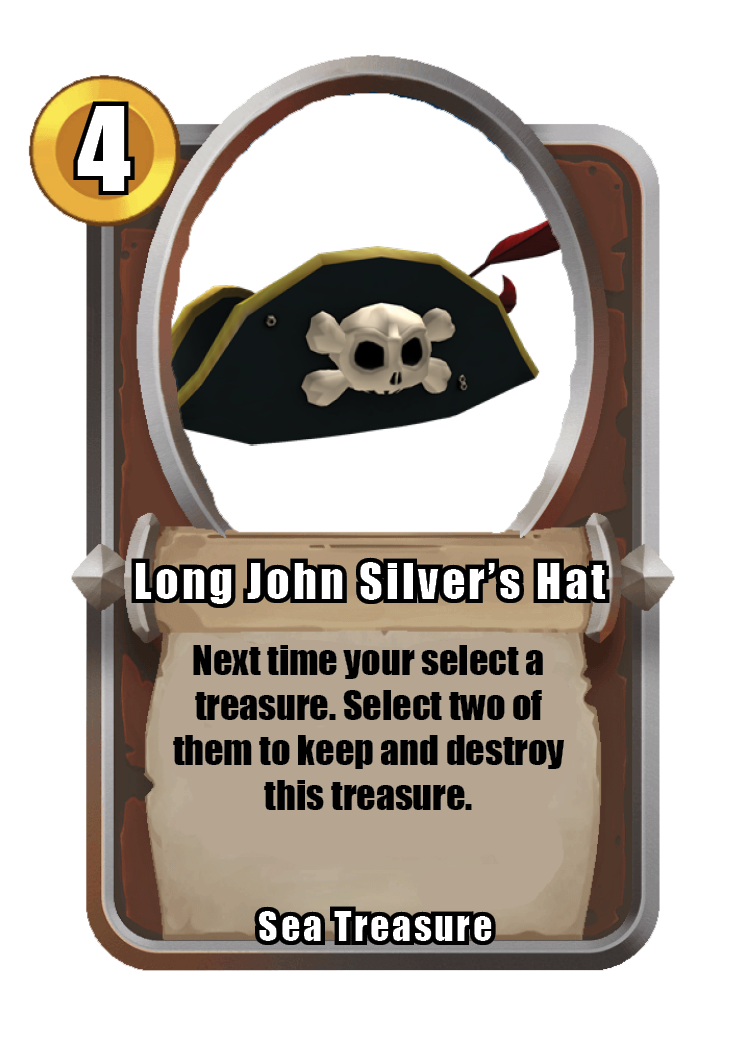 4
Long John Silver’s Hat
Next time your select a
treasure. Select two of
them to keep and destroy
this treasure.
Sea Treasure